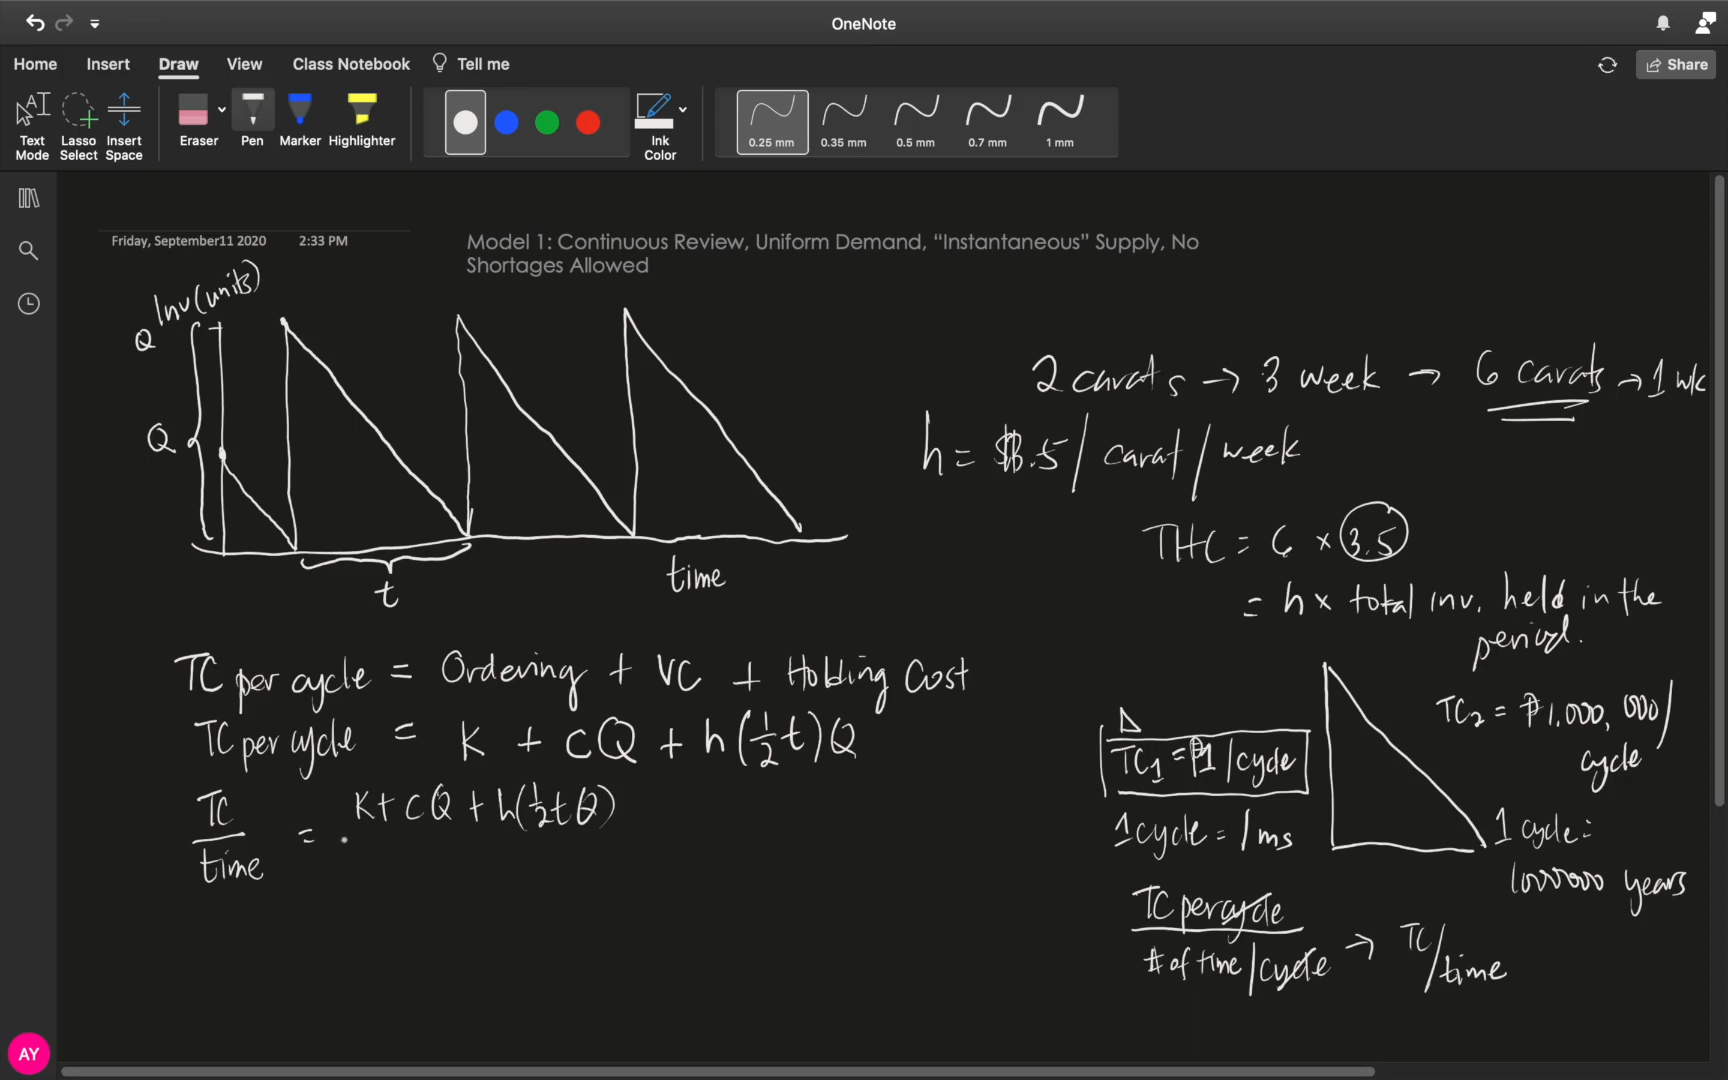 OneNote
Home Insert Draw View Class Notebook Tell me
Share
Text Mode
Lasso Select
Insert Space
Eraser
Pen
Marker
Highlighter
Ink Color
0.25 mm
0.35 mm
0.5 mm
0.7 mm
1 mm
Friday, September11 2020 2:33 PM
Model 1: Continuous Review, Uniform Demand, “Instantaneous” Supply, No
Shortages Allowed
Inv(units)
Q
Q
t
time
2 carats → 3 week → 6 carats → 1 wk
h = $3.5 / carat / week
THC = 6 × 3.5
= h × total inv. held in the
period.
TC per cycle = Ordering + VC + Holding Cost
TC per cycle = K + cQ + h(½t)Q
TC
time
= K + cQ + h(½tQ)
TC1 = ₱1 / cycle
1 cycle = 1 ms
TC2 = ₱1,000,000 /
cycle
1 cycle =
1000000 years
TC per cycle
# of time / cycle
→ TC / time
AY